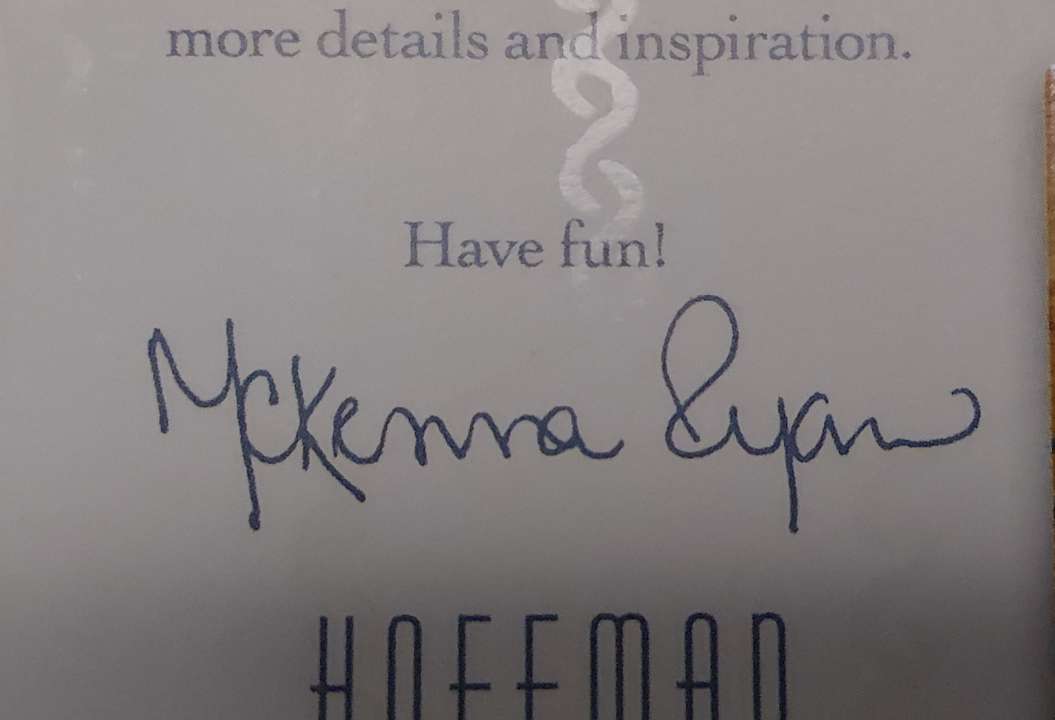 more details and inspiration.
Have fun!
McKenna Ryan
HOFFMAN